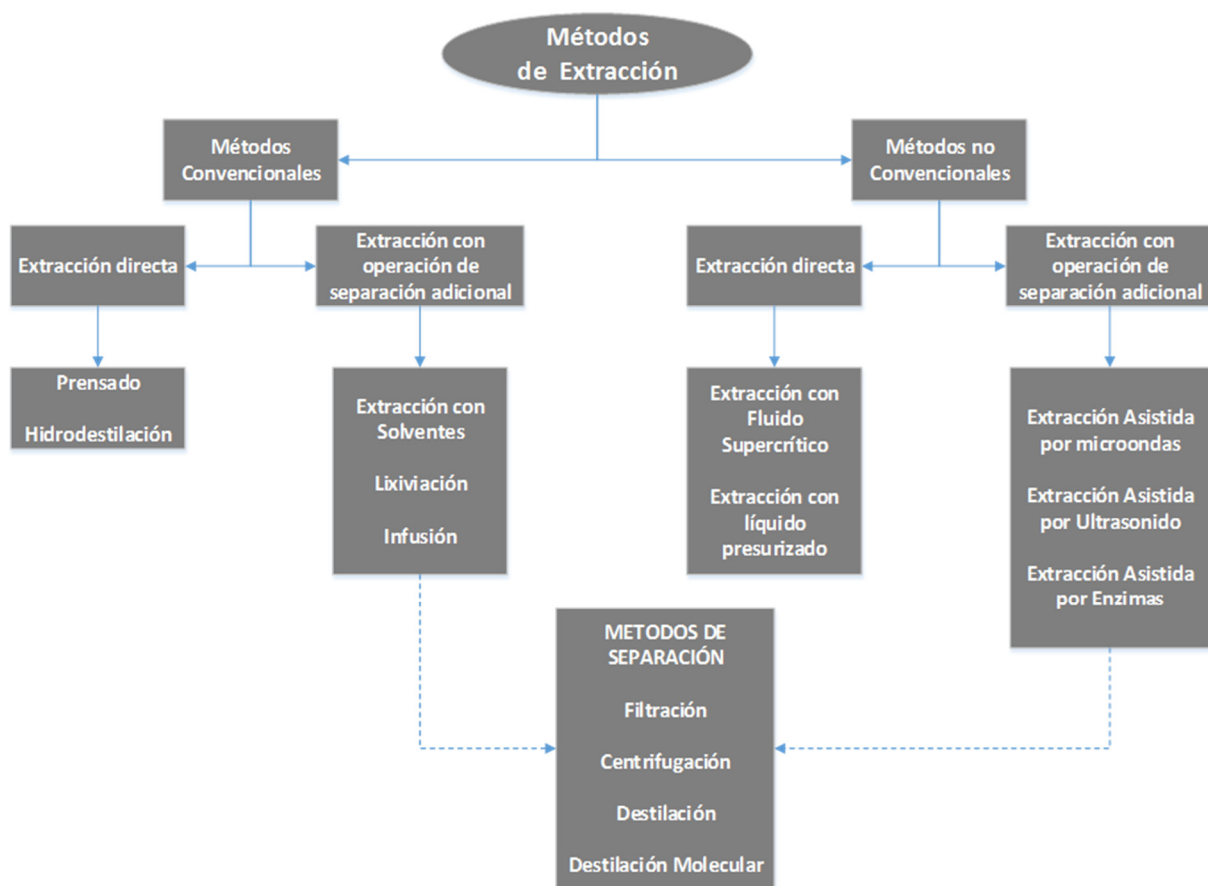 Métodos
de Extracción
Métodos
Convencionales
Métodos no
Convencionales
Extracción directa
Extracción con
operación de
separación adicional
Extracción directa
Extracción con
operación de
separación adicional
Prensado
Hidrodestilación
Extracción con
Solventes
Lixiviación
Infusión
Extracción con
Fluido
Supercrítico
Extracción con
líquido
presurizado
Extracción Asistida
por microondas
Extracción Asistida
por Ultrasonido
Extracción Asistida
por Enzimas
METODOS DE
SEPARACIÓN
Filtración
Centrifugación
Destilación
Destilación Molecular